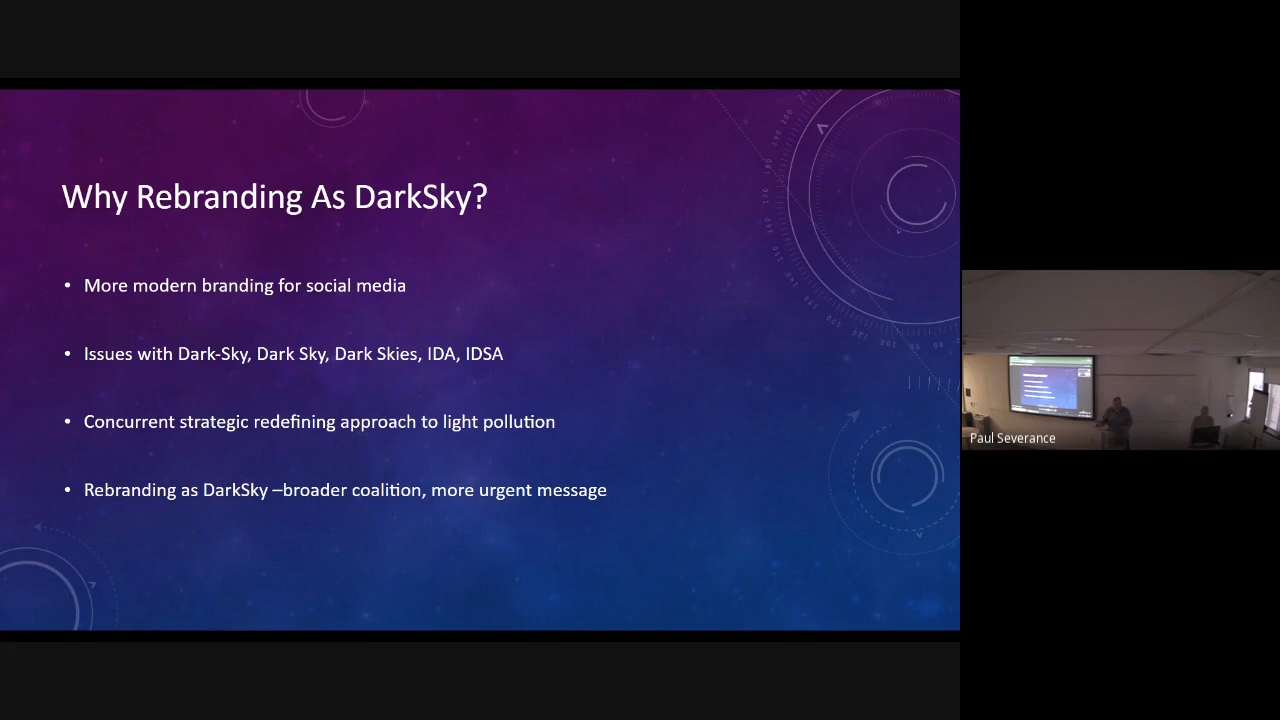 Why Rebranding As DarkSky?
• More modern branding for social media
• Issues with Dark-Sky, Dark Sky, Dark Skies, IDA, IDSA
• Concurrent strategic redefining approach to light pollution
• Rebranding as DarkSky –broader coalition, more urgent message
Paul Severance